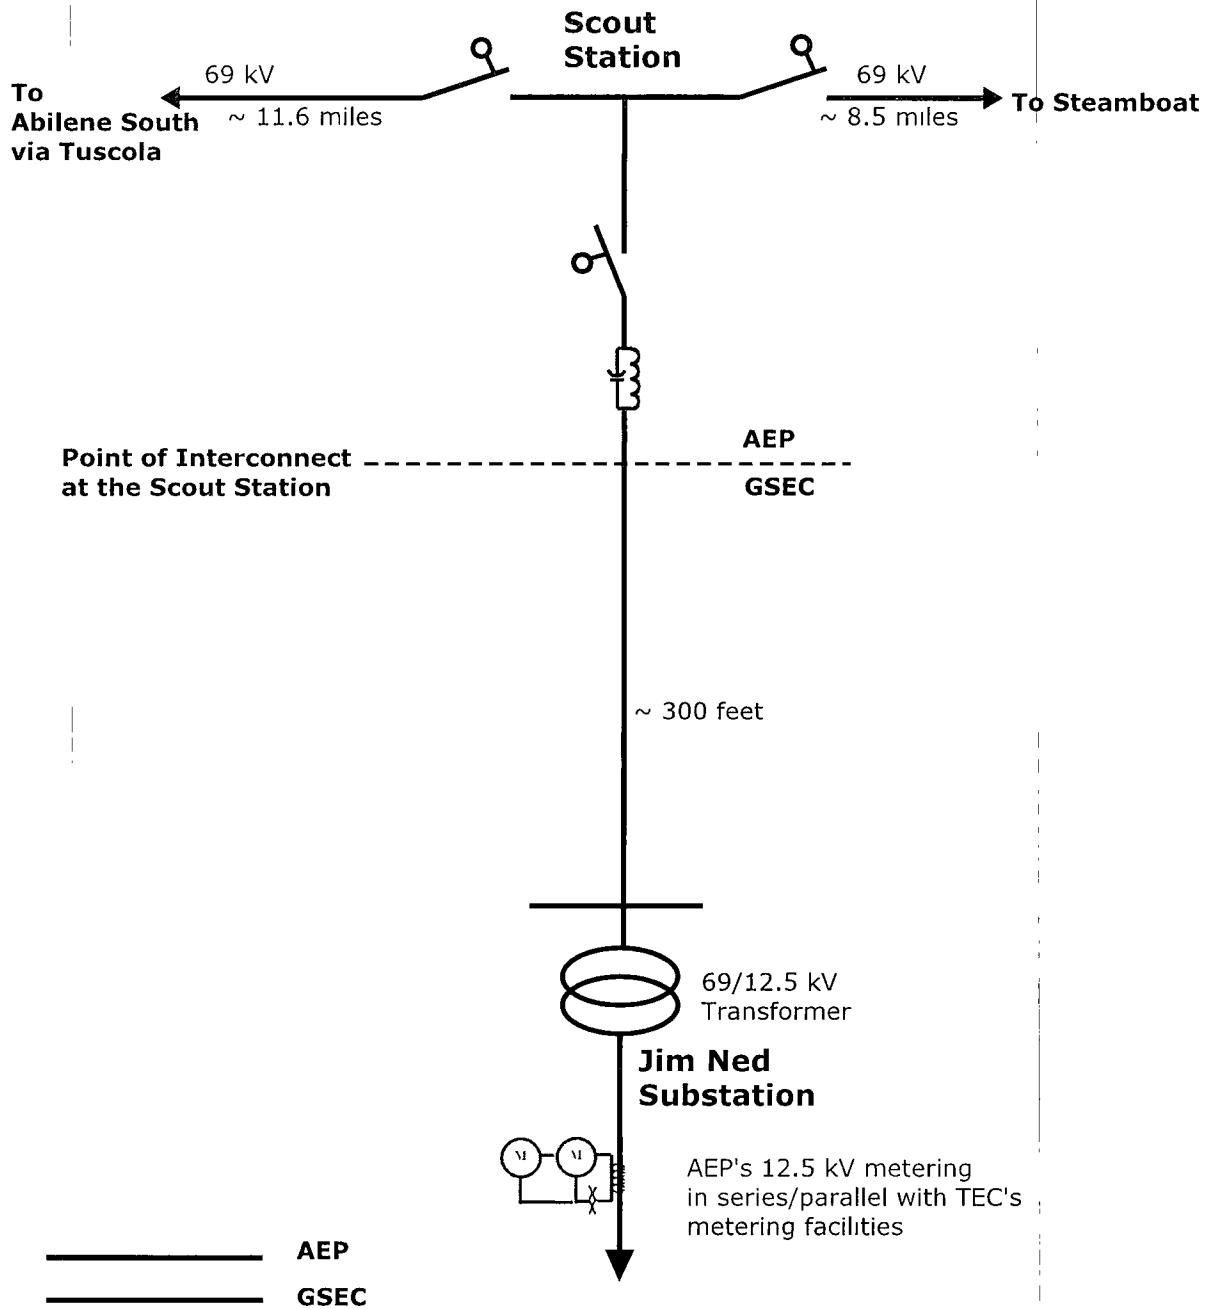 Scout
Station
69 kV
69 kV
To
Abilene South
via Tuscola
~ 11.6 miles
~ 8.5 miles
To Steamboat
AEP
Point of Interconnect
at the Scout Station
GSEC
~ 300 feet
69/12.5 kV
Transformer
Jim Ned
Substation
M M
AEP's 12.5 kV metering
in series/parallel with TEC's
metering facilities
AEP
GSEC